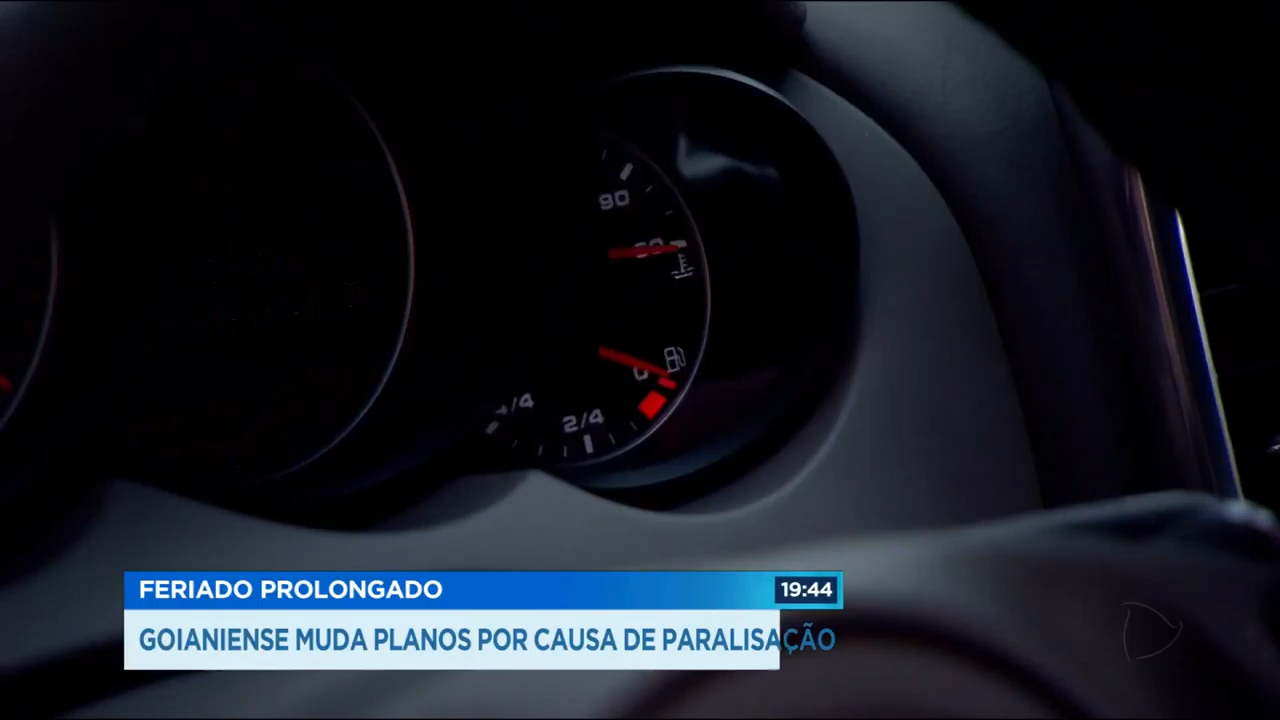 90
2/4
FERIADO PROLONGADO
19:44
GOIANIENSE MUDA PLANOS POR CAUSA DE PARALISAÇÃO